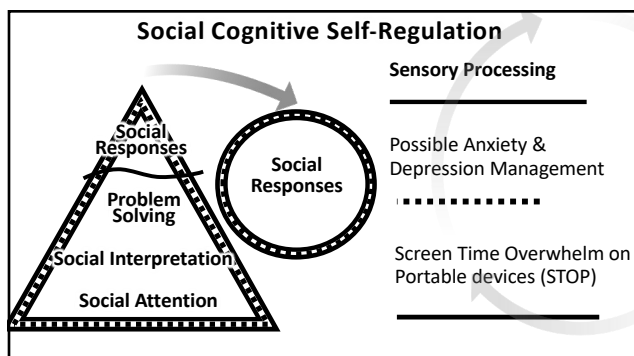 Social Cognitive Self-Regulation
Social
Responses
Problem
Solving
Social Interpretation
Social Attention
Social
Responses
Sensory Processing
Possible Anxiety &
Depression Management
Screen Time Overwhelm on
Portable devices (STOP)